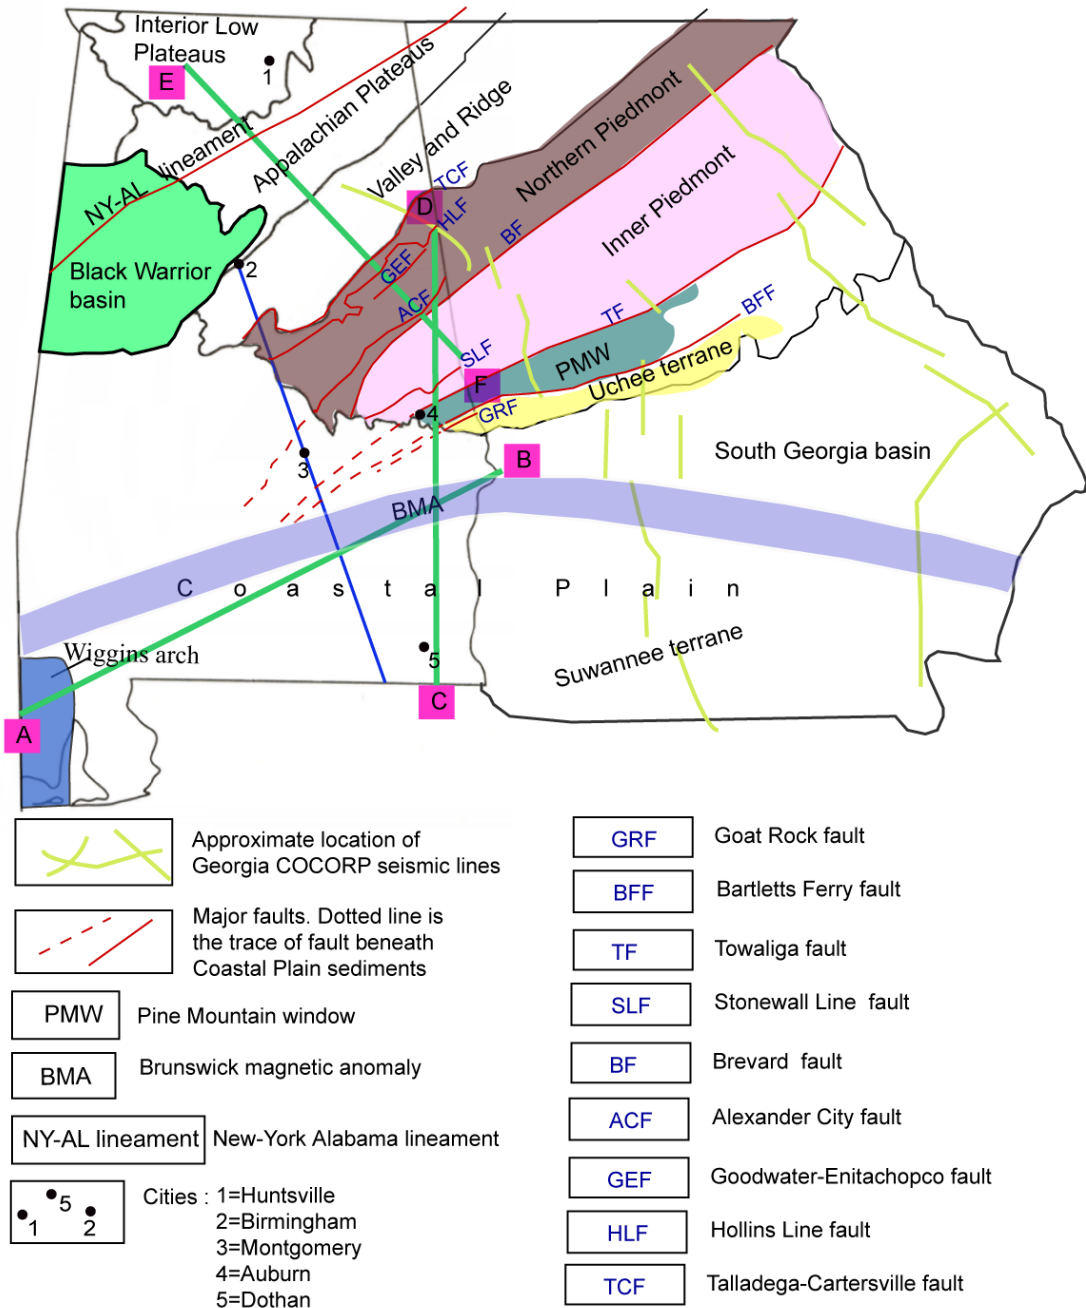 Interior Low
Plateaus
1
E
NY-AL lineament
Appalachian Plateaus
Valley and Ridge
TCF
D
HLF
Northern Piedmont
BF
GEF
Inner Piedmont
Black Warrior
basin
2
ACF
TF
BFF
SLF
PMW
F
Uchee terrane
4
GRF
3
B
South Georgia basin
BMA
Coastal Plain
Wiggins arch
5
Suwannee terrane
C
A
Approximate location of
Georgia COCORP seismic lines
Major faults. Dotted line is
the trace of fault beneath
Coastal Plain sediments
PMW Pine Mountain window
BMA Brunswick magnetic anomaly
NY-AL lineament New-York Alabama lineament
5
1 2
Cities : 1=Huntsville
2=Birmingham
3=Montgomery
4=Auburn
5=Dothan
GRF Goat Rock fault
BFF Bartletts Ferry fault
TF Towaliga fault
SLF Stonewall Line fault
BF Brevard fault
ACF Alexander City fault
GEF Goodwater-Enitachopco fault
HLF Hollins Line fault
TCF Talladega-Cartersville fault